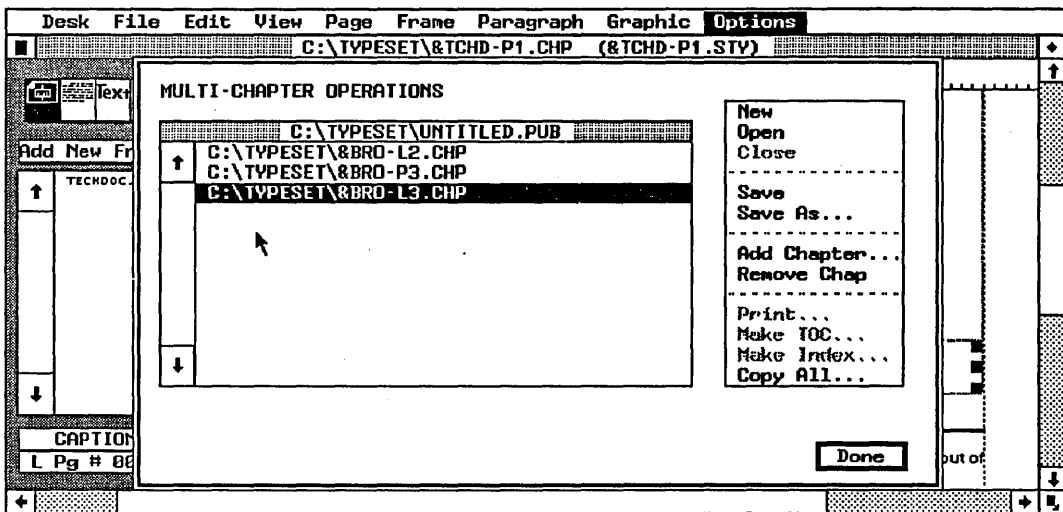 Desk File Edit View Page Frame Paragraph Graphic Options
C:\TYPESET\&TCHD-P1.CHP (&TCHD-P1.STY)
Text
Add New Fr
TECHDOC.
CAPTION
L Pg # 00
MULTI-CHAPTER OPERATIONS
C:\TYPESET\UNTITLED.PUB
C:\TYPESET\&BRO-L2.CHP
C:\TYPESET\&BRO-P3.CHP
C:\TYPESET\&BRO-L3.CHP
New
Open
Close
Save
Save As...
Add Chapter...
Remove Chap
Print...
Make TOC...
Make Index...
Copy All...
Done
out of